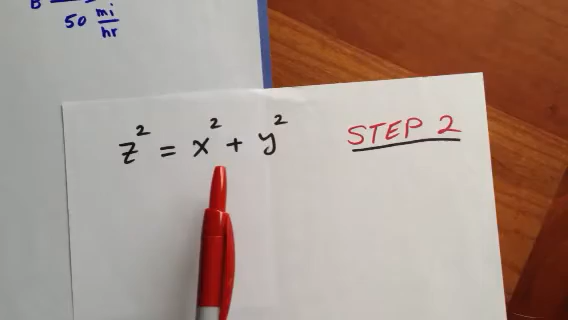 B
50 mi/hr
z² = x² + y²
STEP 2